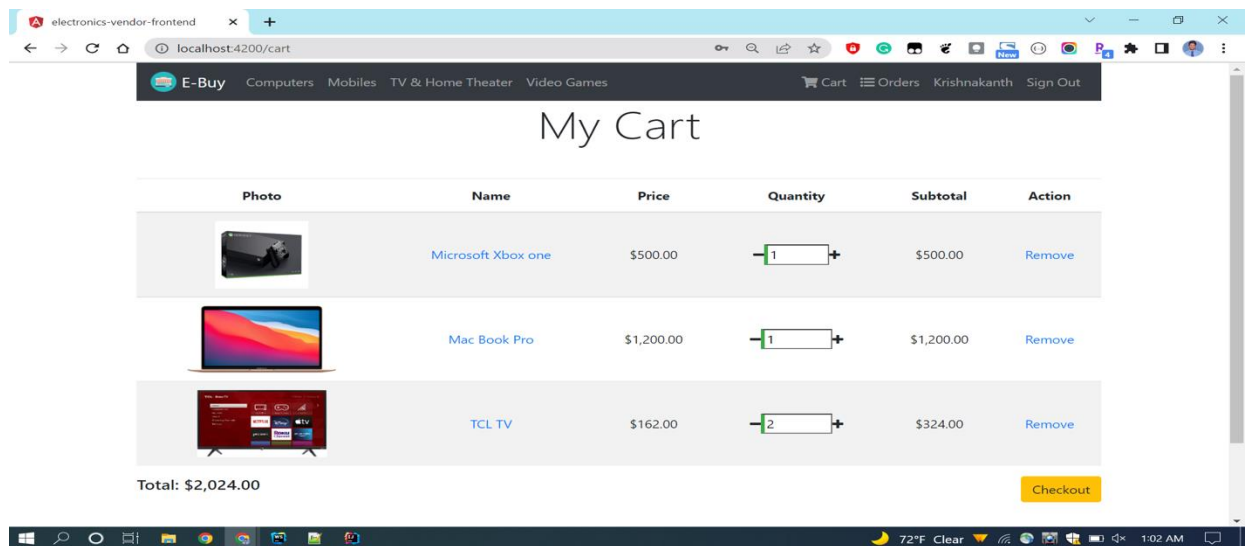 electronics-vendor-frontend
localhost:4200/cart
New
4
E-Buy Computers Mobiles TV & Home Theater Video Games Cart Orders Krishnakanth Sign Out
My Cart
Photo Name Price Quantity Subtotal Action
Microsoft Xbox one $500.00 1 $500.00 Remove
Mac Book Pro $1,200.00 1 $1,200.00 Remove
TCL TV $162.00 2 $324.00 Remove
Total: $2,024.00 Checkout
72°F Clear 1:02 AM